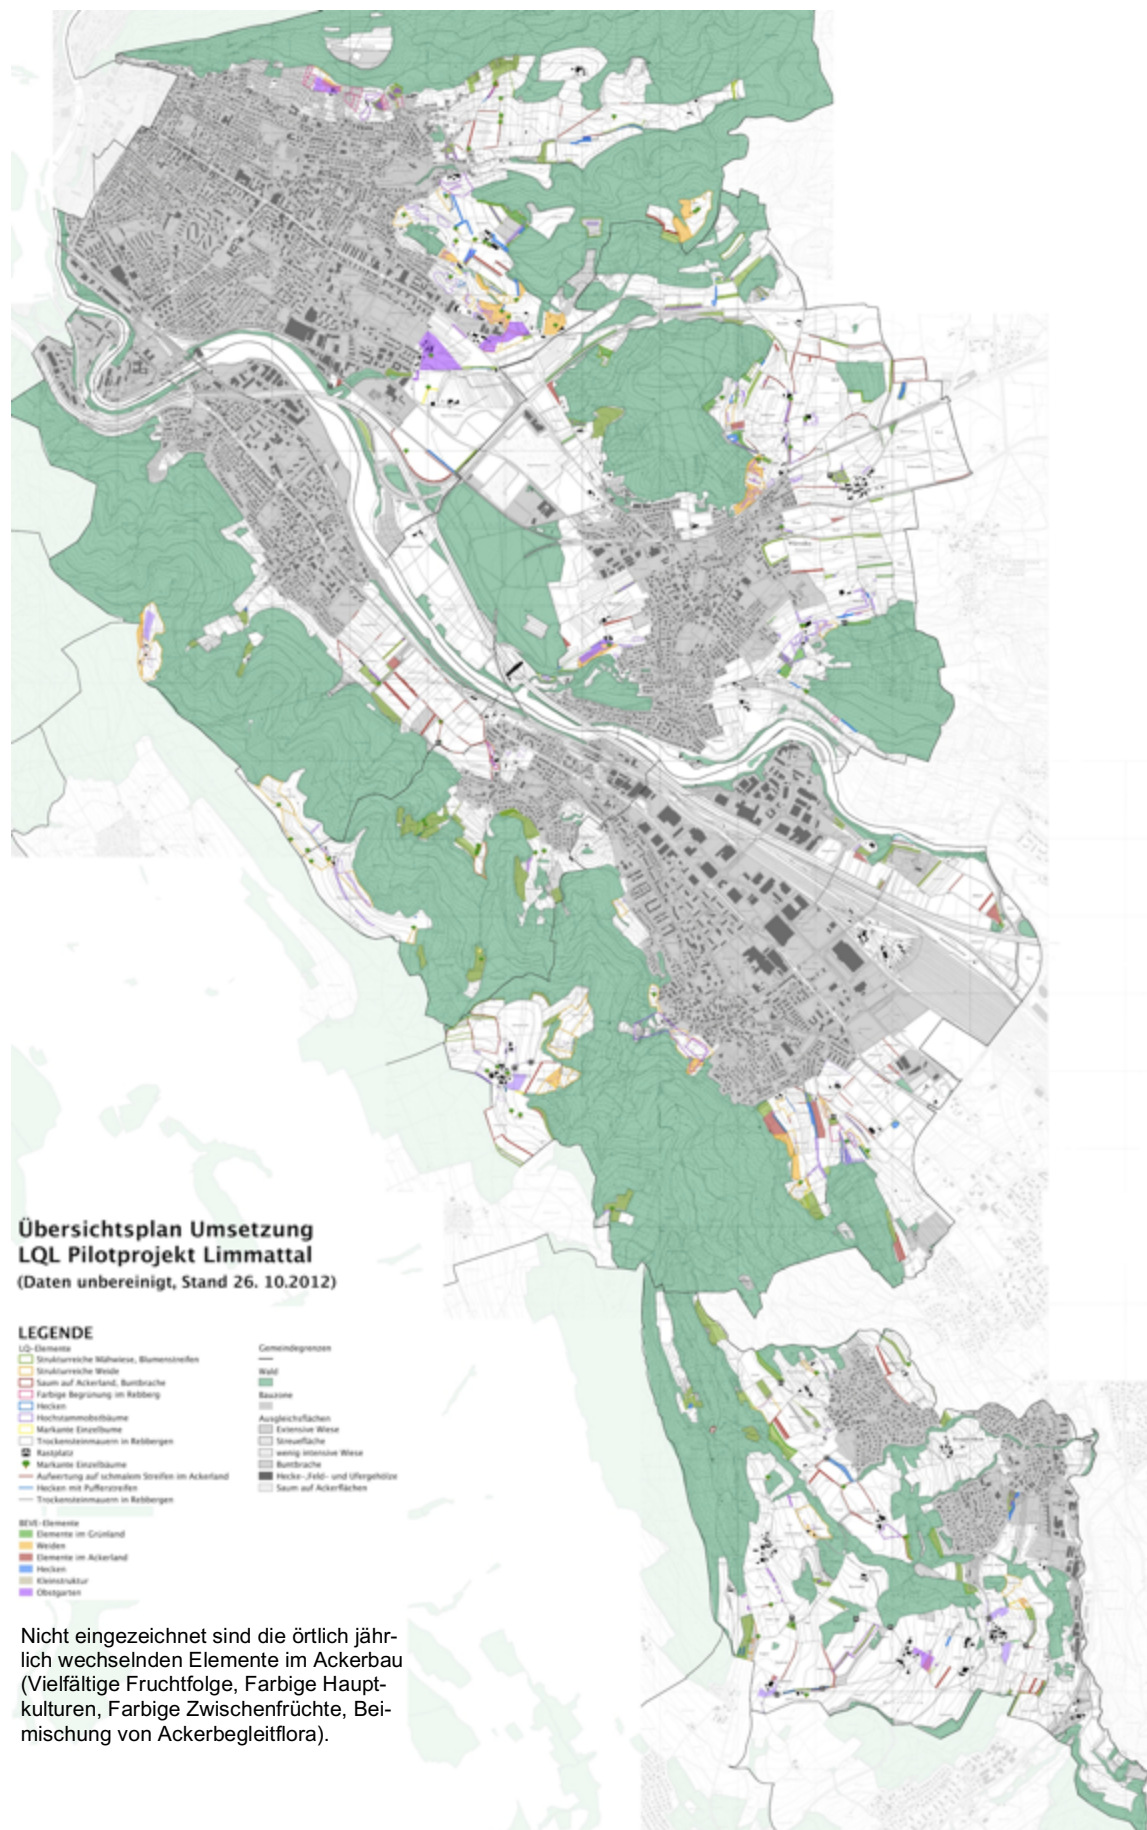 Übersichtsplan Umsetzung
LQL Pilotprojekt Limmattal
(Daten unbereinigt, Stand 26. 10.2012)
LEGENDE
LQ-Elemente
Strukturreiche Mähwiese, Blumenstreifen
Strukturreiche Weide
Saum auf Ackerland, Buntbrache
Farbige Begrünung im Rebberg
Hecken
Hochstammobstbäume
Markante Einzelbume
Trockensteinmauern in Rebbergen
Rastplatz
Markante Einzelbäume
Aufwertung auf schmalem Streifen im Ackerland
Hecken mit Pufferstreifen
Trockensteinmauern in Rebbergen
BEVE-Elemente
Elemente im Grünland
Weiden
Elemente im Ackerland
Hecken
Kleinstruktur
Obstgarten
Gemeindegrenzen
Wald
Bauzone
Ausgleichsflächen
Extensive Wiese
Streuefläche
wenig intensive Wiese
Buntbrache
Hecke-,Feld- und Ufergehölze
Saum auf Ackerflächen
Nicht eingezeichnet sind die örtlich jähr-
lich wechselnden Elemente im Ackerbau
(Vielfältige Fruchtfolge, Farbige Haupt-
kulturen, Farbige Zwischenfrüchte, Bei-
mischung von Ackerbegleitflora).